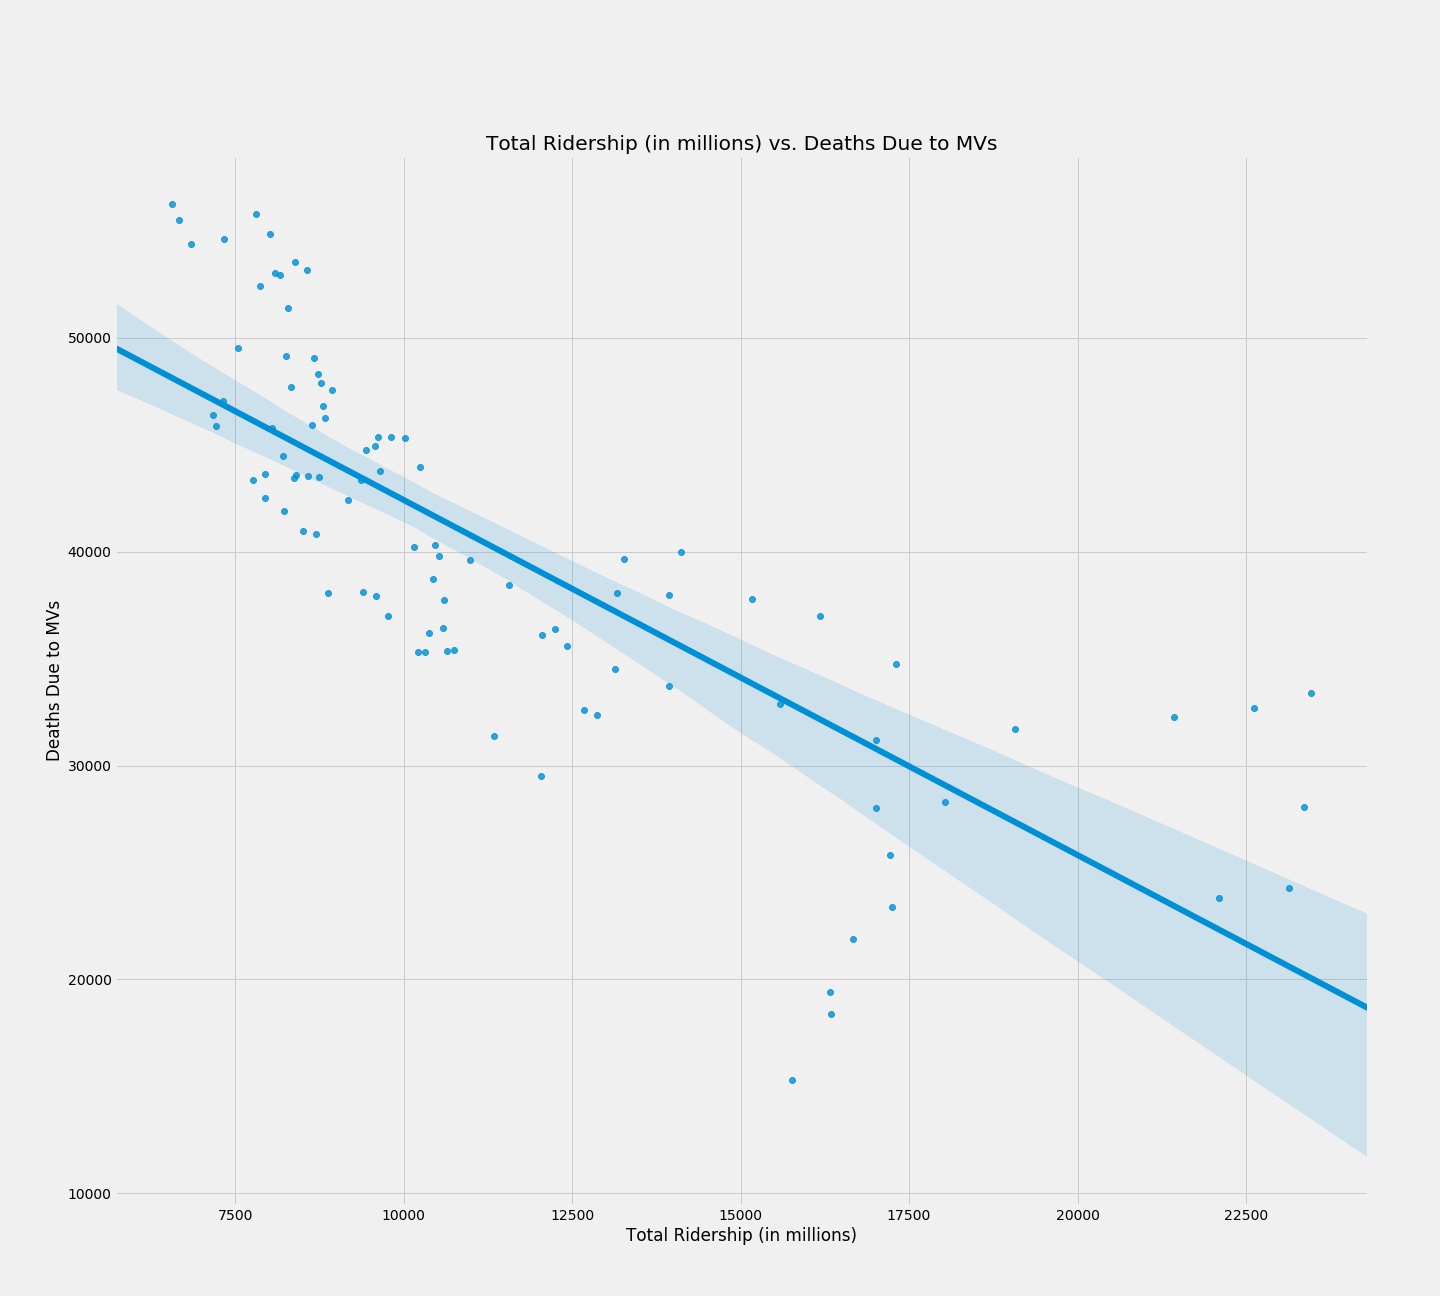 Total Ridership (in millions) vs. Deaths Due to MVs
Deaths Due to MVs
50000
40000
30000
20000
10000
7500 10000 12500 15000 17500 20000 22500
Total Ridership (in millions)